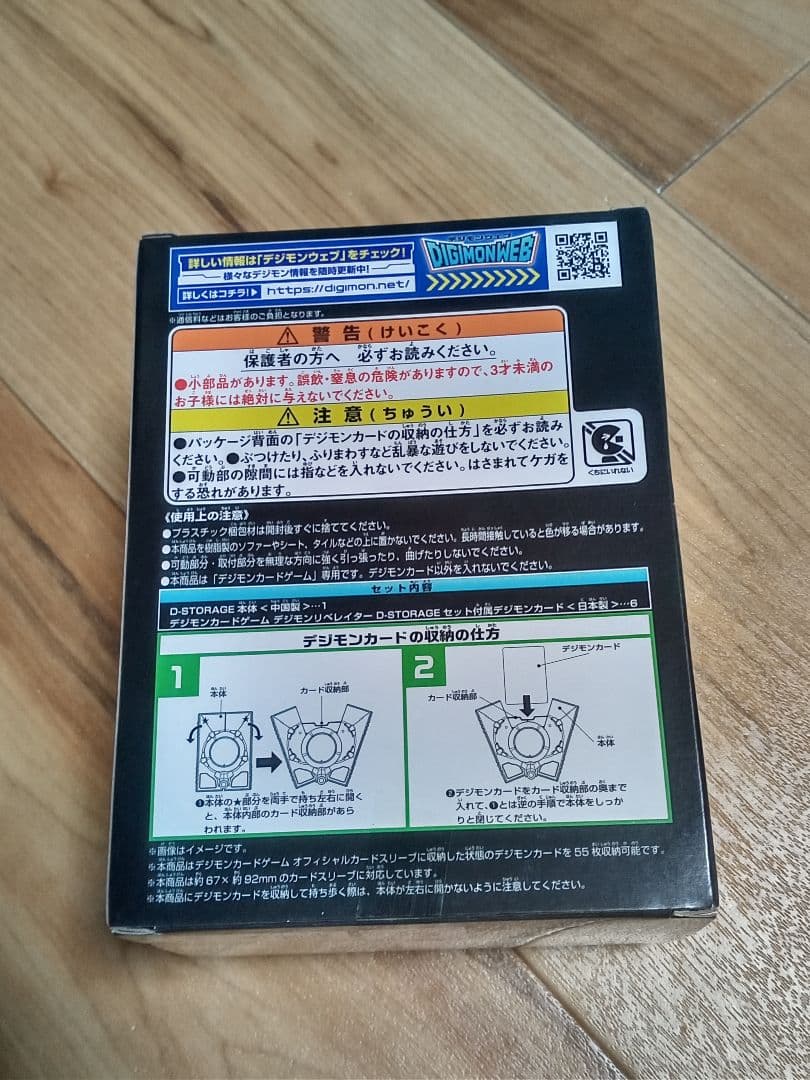 詳しい情報は「デジモンウェブ」をチェック!
様々なデジモン情報を随時更新中!
詳しくはコチラ!▶ https://digimon.net/
デジモンウェブ
DIGIMONWEB
※通信料などはお客様のご負担となります。
⚠ 警告(けいこく)
保護者の方へ 必ずお読みください。
●小部品があります。誤飲・窒息の危険がありますので、3才未満の
お子様には絶対に与えないでください。
⚠ 注意(ちゅうい)
●パッケージ背面の「デジモンカードの収納の仕方」を必ずお読み
ください。●ぶつけたり、ふりまわすなど乱暴な遊びをしないでください。
●可動部の隙間には指などを入れないでください。はさまれてケガを
する恐れがあります。
くちにいれない
《使用上の注意》
●プラスチック梱包材は開封後すぐに捨ててください。
●本商品を樹脂製のソファーやシート、タイルなどの上に置かないでください。長時間接触していると色が移る場合があります。
●可動部分・取付部分を無理な方向に強く引っ張ったり、曲げたりしないでください。
●本商品は「デジモンカードゲーム」専用です。デジモンカード以外を入れないでください。
セット内容
D-STORAGE 本体<中国製>…1
デジモンカードゲーム デジモンリベレイター D-STORAGE セット付属デジモンカード<日本製>…6
デジモンカードの収納の仕方
1
本体
カード収納部
❶本体の★部分を両手で持ち左右に開く
と、本体内部のカード収納部があら
われます。
2
デジモンカード
カード収納部
本体
❷デジモンカードをカード収納部の奥まで
入れて、❶とは逆の手順で本体をしっか
りと閉じてください。
※画像はイメージです。
※本商品はデジモンカードゲーム オフィシャルカードスリーブに収納した状態のデジモンカードを55枚収納可能です。
※本商品は約67×約92mmのカードスリーブに対応しています。
※本商品にデジモンカードを収納して持ち歩く際は、本体が左右に開かないように注意してください。